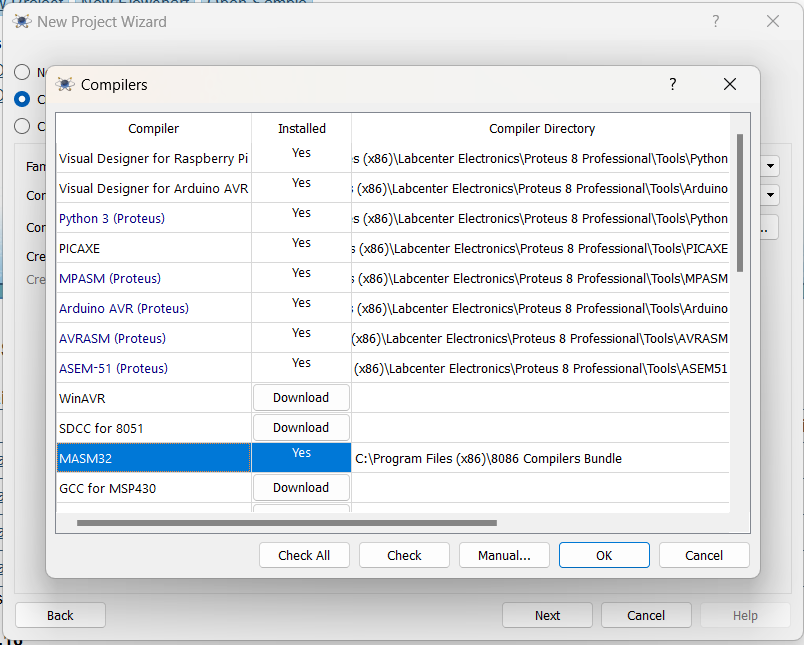 New Project Wizard
?
Compilers
?
Compiler Installed Compiler Directory
Visual Designer for Raspberry Pi Yes (x86)\Labcenter Electronics\Proteus 8 Professional\Tools\Python
Visual Designer for Arduino AVR Yes (x86)\Labcenter Electronics\Proteus 8 Professional\Tools\Arduino
Python 3 (Proteus) Yes (x86)\Labcenter Electronics\Proteus 8 Professional\Tools\Python
PICAXE Yes (x86)\Labcenter Electronics\Proteus 8 Professional\Tools\PICAXE
MPASM (Proteus) Yes (x86)\Labcenter Electronics\Proteus 8 Professional\Tools\MPASM
Arduino AVR (Proteus) Yes (x86)\Labcenter Electronics\Proteus 8 Professional\Tools\Arduino
AVRASM (Proteus) Yes (x86)\Labcenter Electronics\Proteus 8 Professional\Tools\AVRASM
ASEM-51 (Proteus) Yes (x86)\Labcenter Electronics\Proteus 8 Professional\Tools\ASEM51
WinAVR Download
SDCC for 8051 Download
MASM32 Yes C:\Program Files (x86)\8086 Compilers Bundle
GCC for MSP430 Download
Check All Check Manual... OK Cancel
Fam
Con
Con
Cre
Cre
Back Next Cancel Help